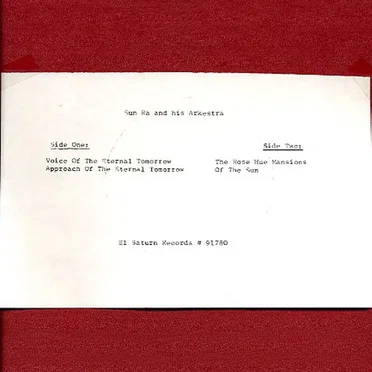 Sun Ra and his Arkestra
Side One:
Voice Of The Eternal Tomorrow
Approach Of The Eternal Tomorrow
Side Two:
The Rose Hue Mansions
Of The Sun
El Saturn Records # 91780